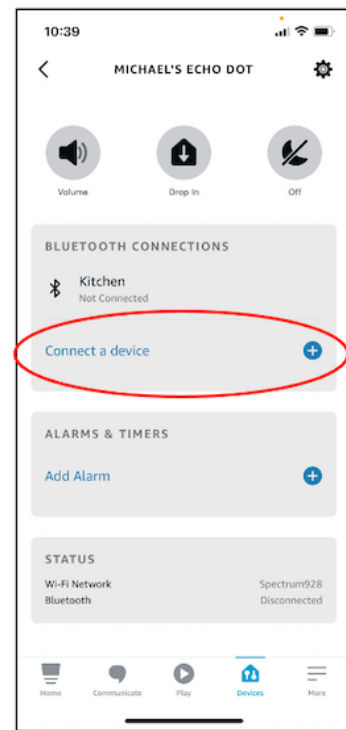 10:39
MICHAEL'S ECHO DOT
Volume Drop In Off
BLUETOOTH CONNECTIONS
Kitchen
Not Connected
Connect a device
ALARMS & TIMERS
Add Alarm
STATUS
Wi-Fi Network Spectrum928
Bluetooth Disconnected
Home Communicate Play Devices More